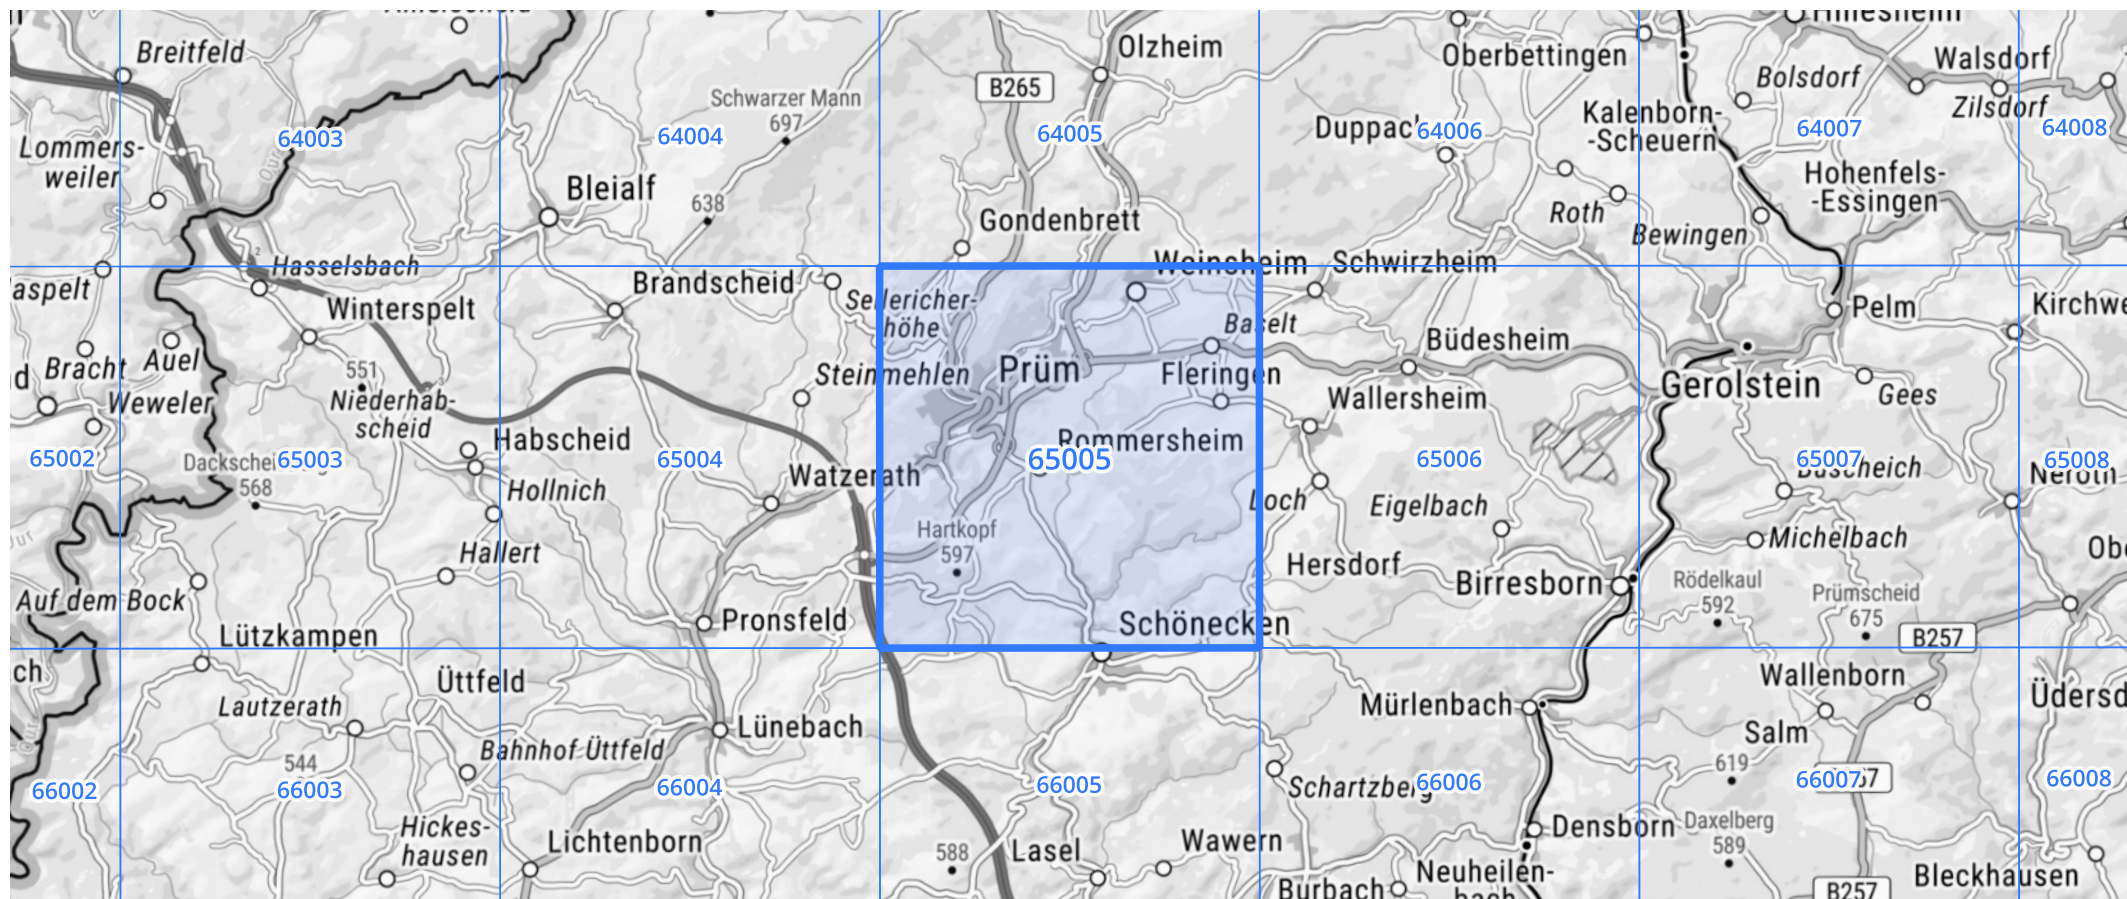 Breitfeld
Olzheim
Oberbettingen
Walsdorf
B265
Bolsdorf
Schwarzer Mann
697
Zilsdorf
Lommers-
weiler
64003
64004
64005
64006
Kalenborn-
-Scheuern
64007
64008
Bleialf
638
Gondenbrett
Roth
Bewingen
Hohenfels-
-Essingen
Hasselsbach
Weinsheim
Schwirzheim
Winterspelt
Brandscheid
Sellericher-
höhe
Baselt
Pelm
Bracht
Auel
Weweler
551
Niederhab-
scheid
Steinmehlen
Prüm
Fleringen
Büdesheim
Wallersheim
Gerolstein
Gees
Habscheid
Rommersheim
65002
65003
65004
65005
65006
65007
65008
568
Hollnich
Watzerath
Loch
Eigelbach
Neroth
Hallert
Hartkopf
597
Hersdorf
Birresborn
Michelbach
Auf dem Bock
Rödelkaul
592
Prümscheid
675
Pronsfeld
Schönecken
B257
Lützkampen
Üttfeld
Wallenborn
Lautzerath
Mürlenbach
Salm
Lünebach
Bahnhof Üttfeld
544
619
Schartzberg
66002
66003
66004
66005
66006
66007
66008
Hickes-
hausen
Lichtenborn
588
Lasel
Wawern
Densborn
Daxelberg
589
Burbach
Neuheilen-
Bleckhausen
B257